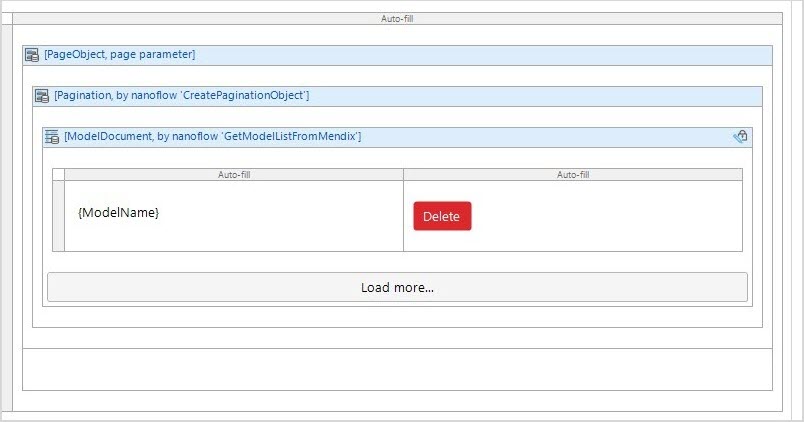 Auto-fill
[PageObject, page parameter]
[Pagination, by nanoflow 'CreatePaginationObject']
[ModelDocument, by nanoflow 'GetModelListFromMendix']
Auto-fill Auto-fill
{ModelName} Delete
Load more...